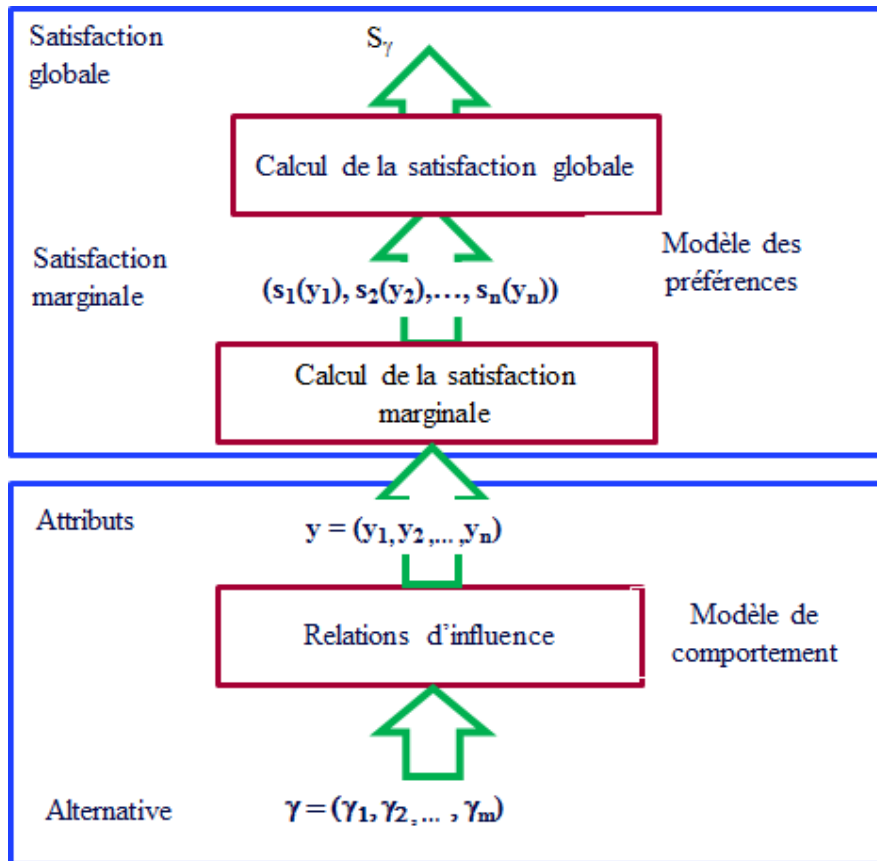 Satisfaction
globale
S_γ
Calcul de la satisfaction globale
Satisfaction
marginale
(s₁(y₁), s₂(y₂),…, sₙ(yₙ))
Modèle des
préférences
Calcul de la satisfaction
marginale
Attributs
y = (y₁, y₂ ,… ,yₙ)
Relations d’influence
Modèle de
comportement
Alternative
γ = (γ₁, γ₂ ,… , γₘ)